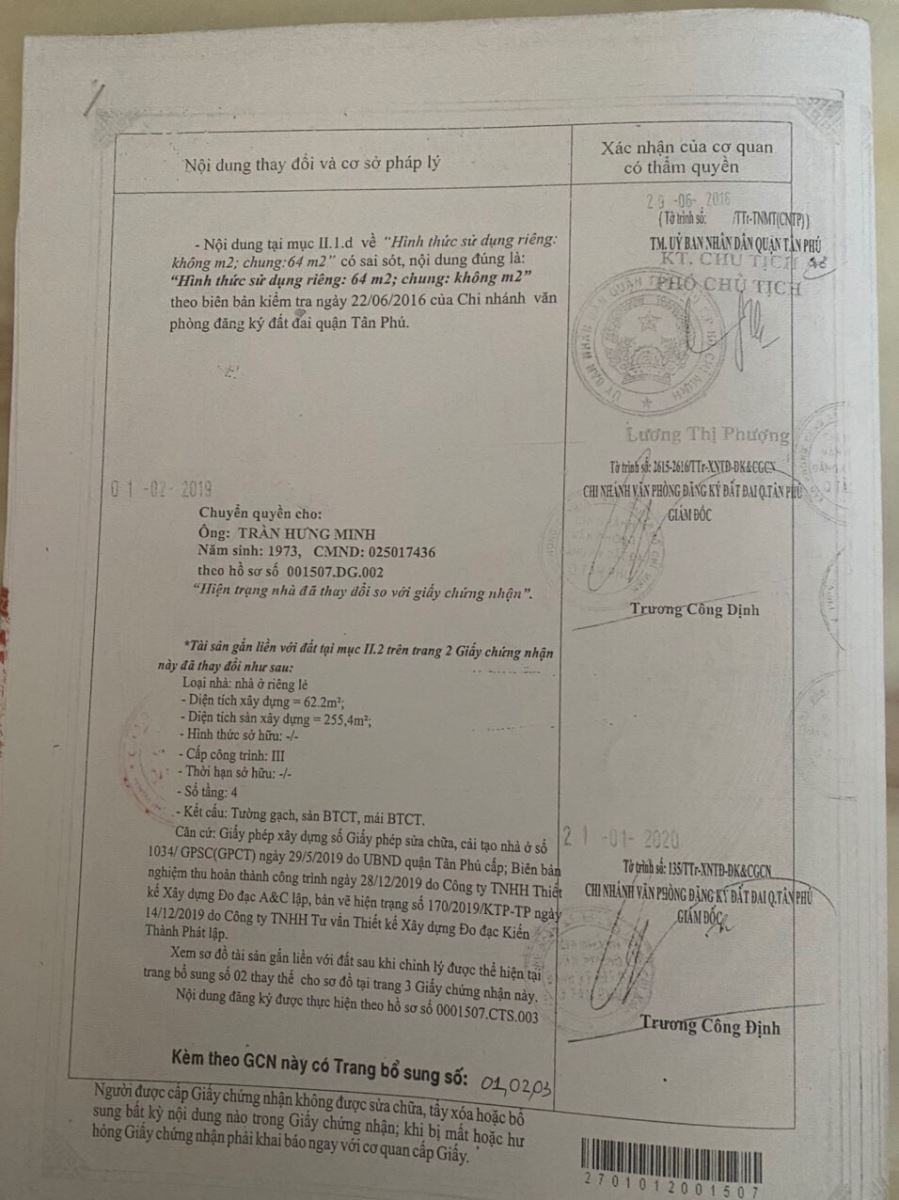 Nội dung thay đổi và cơ sở pháp lý
Xác nhận của cơ quan
có thẩm quyền
- Nội dung tại mục II.1.d về "Hình thức sử dụng riêng:
không m2; chung:64 m2" có sai sót, nội dung đúng là:
"Hình thức sử dụng riêng: 64 m2; chung: không m2"
theo biên bản kiểm tra ngày 22/06/2016 của Chi nhánh văn
phòng đăng ký đất đai quận Tân Phú.
29 -06- 2016
(Tờ trình số: /TTr-TNMT(CNTP))
TM. UỶ BAN NHÂN DÂN QUẬN TÂN PHÚ
KT. CHỦ TỊCH
PHÓ CHỦ TỊCH
Lương Thị Phượng
01 -02- 2019
Chuyển quyền cho:
Ông: TRẦN HƯNG MINH
Năm sinh: 1973, CMND: 025017436
theo hồ sơ số 001507.DG.002
"Hiện trạng nhà đã thay đổi so với giấy chứng nhận".
Tờ trình số: 2615-2616/TTr-XNTĐ-ĐK&CGCN
CHI NHÁNH VĂN PHÒNG ĐĂNG KÝ ĐẤT ĐAI Q.TÂN PHÚ
GIÁM ĐỐC
Trương Công Định
*Tài sản gắn liền với đất tại mục II.2 trên trang 2 Giấy chứng nhận
này đã thay đổi như sau:
Loại nhà: nhà ở riêng lẻ
- Diện tích xây dựng = 62.2m²;
- Diện tích sàn xây dựng = 255,4m²;
- Hình thức sở hữu: -/-
- Cấp công trình: III
- Thời hạn sở hữu: -/-
- Số tầng: 4
- Kết cấu: Tường gạch, sàn BTCT, mái BTCT.
Căn cứ: Giấy phép xây dựng số Giấy phép sửa chữa, cải tạo nhà ở số
1034/ GPSC(GPCT) ngày 29/5/2019 do UBND quận Tân Phú cấp; Biên bản
nghiệm thu hoàn thành công trình ngày 28/12/2019 do Công ty TNHH Thiết
kế Xây dựng Đo đạc A&C lập, bản vẽ hiện trạng số 170/2019/KTP-TP ngày
14/12/2019 do Công ty TNHH Tư vấn Thiết kế Xây dựng Đo đạc Kiến
Thành Phát lập.
Xem sơ đồ tài sản gắn liền với đất sau khi chỉnh lý được thể hiện tại
trang bổ sung số 02 thay thế cho sơ đồ tại trang 3 Giấy chứng nhận này.
Nội dung đăng ký được thực hiện theo hồ sơ số 0001507.CTS.003
21 -01- 2020
Tờ trình số: 135/TTr-XNTĐ-ĐK&CGCN
CHI NHÁNH VĂN PHÒNG ĐĂNG KÝ ĐẤT ĐAI Q.TÂN PHÚ
GIÁM ĐỐC
Trương Công Định
Kèm theo GCN này có Trang bổ sung số: 01,02,03
Người được cấp Giấy chứng nhận không được sửa chữa, tẩy xóa hoặc bổ
sung bất kỳ nội dung nào trong Giấy chứng nhận; khi bị mất hoặc hư
hỏng Giấy chứng nhận phải khai báo ngay với cơ quan cấp Giấy.
2701012001507